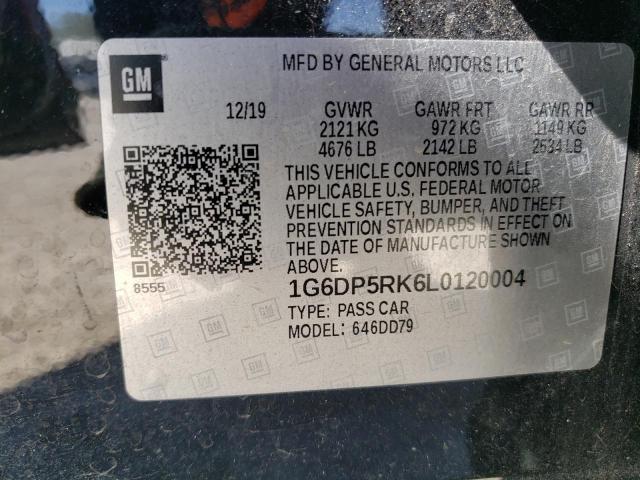 GM
MFD BY GENERAL MOTORS LLC
12/19 GVWR GAWR FRT GAWR RR
2121 KG 972 KG 1149 KG
4676 LB 2142 LB 2534 LB
THIS VEHICLE CONFORMS TO ALL
APPLICABLE U.S. FEDERAL MOTOR
VEHICLE SAFETY, BUMPER, AND THEFT
PREVENTION STANDARDS IN EFFECT ON
THE DATE OF MANUFACTURE SHOWN
ABOVE.
8555
1G6DP5RK6L0120004
TYPE: PASS CAR
MODEL: 646DD79